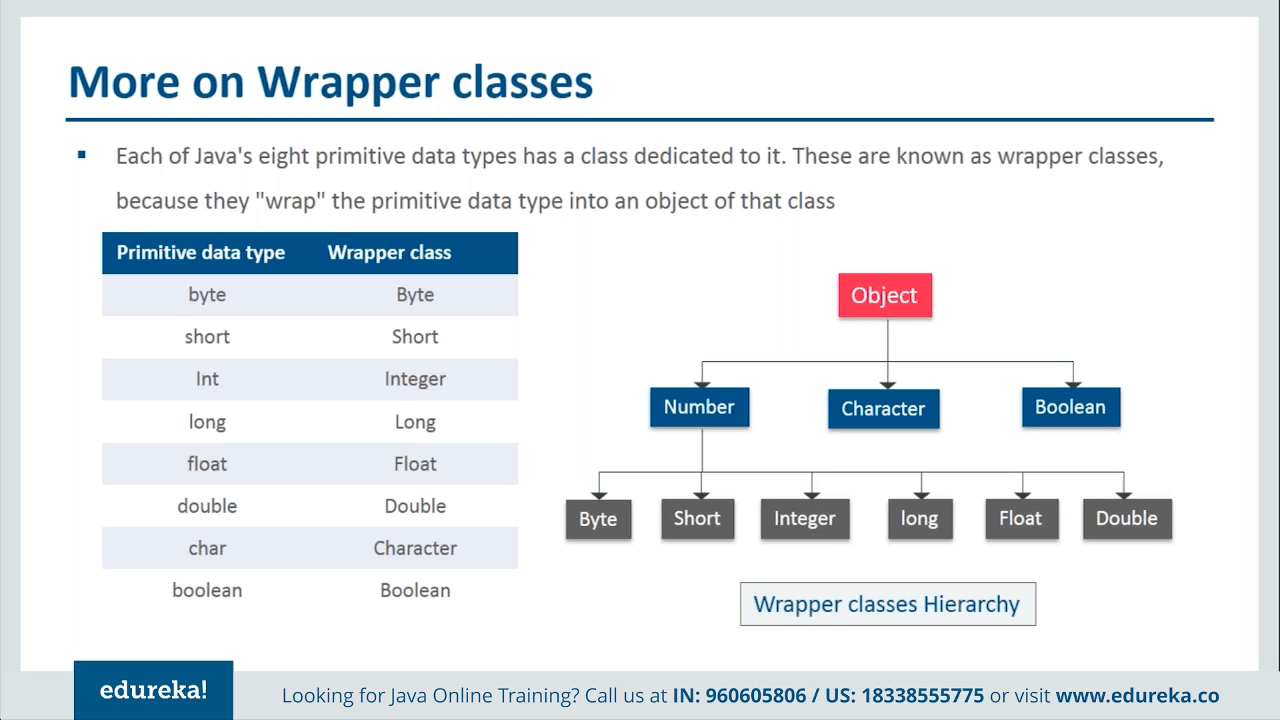 More on Wrapper classes
▪ Each of Java's eight primitive data types has a class dedicated to it. These are known as wrapper classes,
because they "wrap" the primitive data type into an object of that class
Primitive data type Wrapper class
byte Byte
short Short
Int Integer
long Long
float Float
double Double
char Character
boolean Boolean
Object
Number Character Boolean
Byte Short Integer long Float Double
Wrapper classes Hierarchy
edureka!
Looking for Java Online Training? Call us at IN: 960605806 / US: 18338555775 or visit www.edureka.co